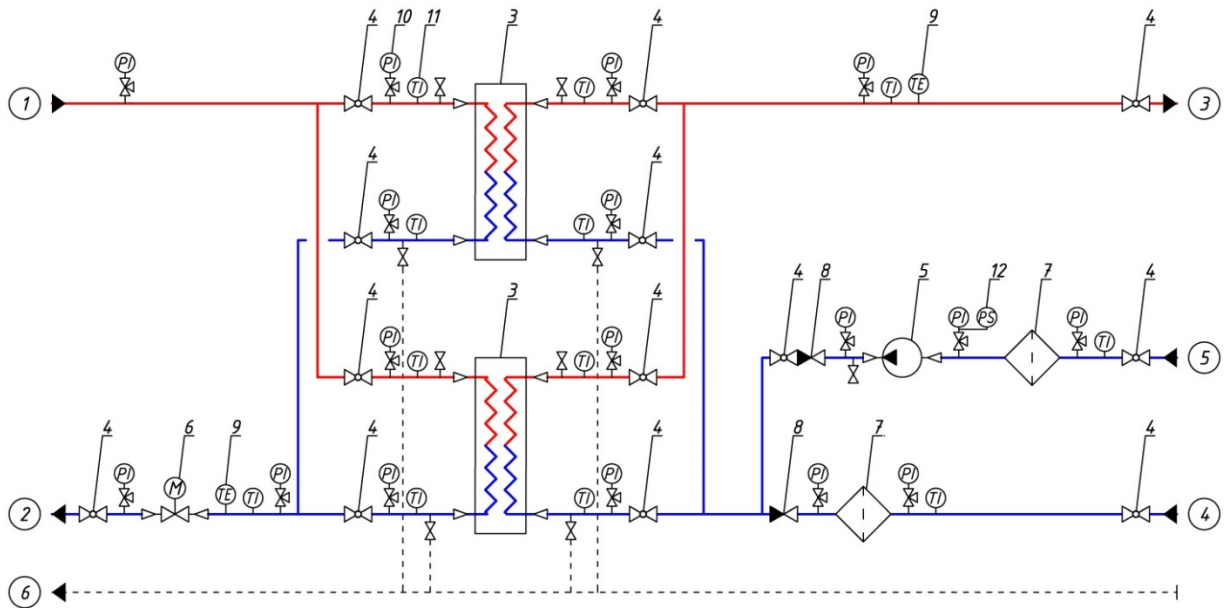 4 10 11 3 4 9 4
PI PI PI PI
TI TI TI TE
1 3
4 4
PI PI
TI TI
4 8 5 12 7 4
4 3 4
PI PI PS PI
PI PI TI
TI TI 5
4 6 9 4 4 8 7 4
PI PI PI PI PI PI
M TE TI TI TI TI
2 4
6